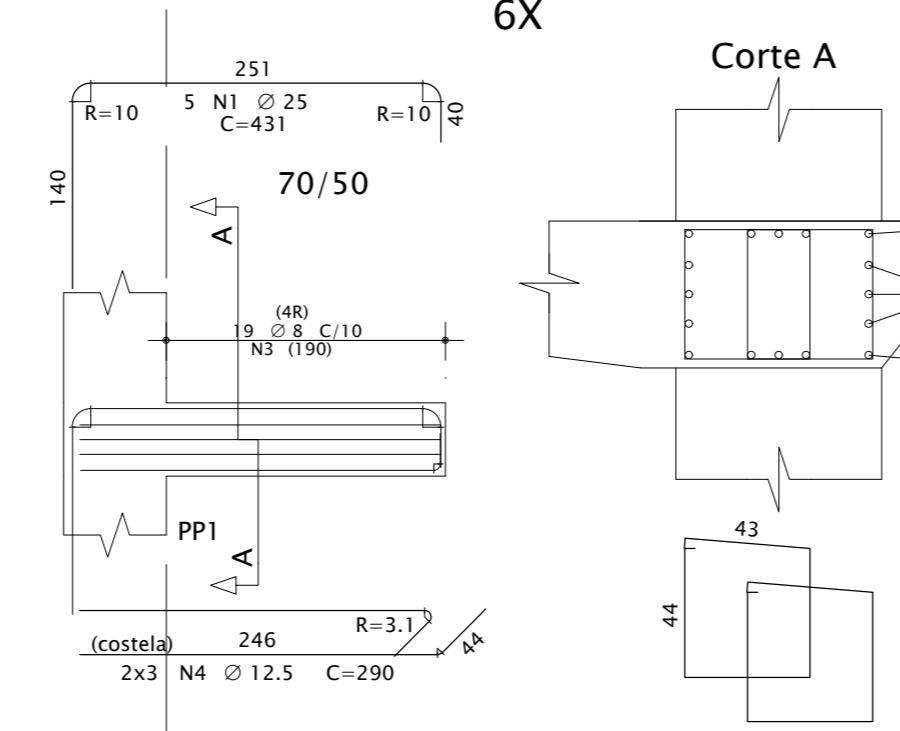 6X
Corte A
251
5 N1 ∅ 25
C=431
R=10
R=10
40
140
70/50
A
(4R)
19 ∅ 8 C/10
N3 (190)
PP1
A
43
44
R=3.1
(costela)
246
44
2x3 N4 ∅ 12.5 C=290